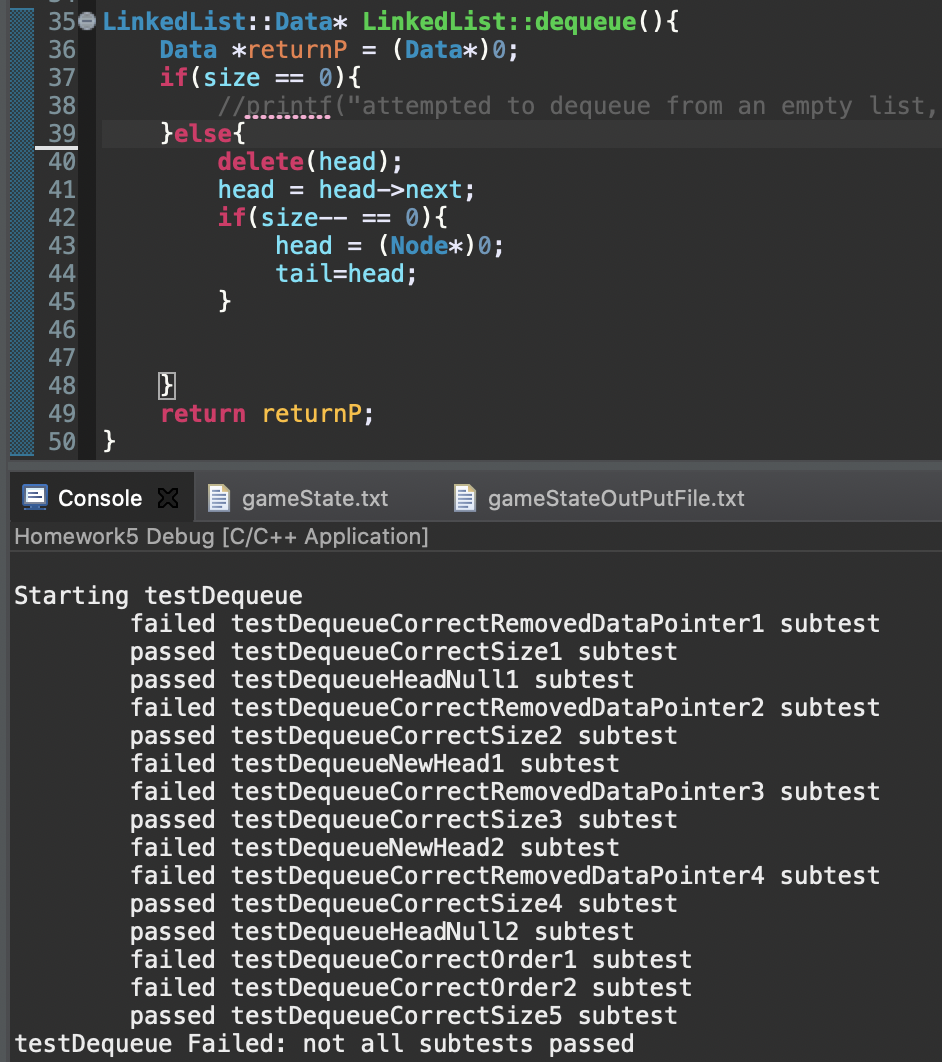 35 LinkedList::Data* LinkedList::dequeue(){
36     Data *returnP = (Data*)0;
37     if(size == 0){
38         //printf("attempted to dequeue from an empty list,
39     }else{
40         delete(head);
41         head = head->next;
42         if(size-- == 0){
43             head = (Node*)0;
44             tail=head;
45         }
46
47
48     }
49     return returnP;
50 }
Console gameState.txt gameStateOutPutFile.txt
Homework5 Debug [C/C++ Application]
Starting testDequeue
        failed testDequeueCorrectRemovedDataPointer1 subtest
        passed testDequeueCorrectSize1 subtest
        passed testDequeueHeadNull1 subtest
        failed testDequeueCorrectRemovedDataPointer2 subtest
        passed testDequeueCorrectSize2 subtest
        failed testDequeueNewHead1 subtest
        failed testDequeueCorrectRemovedDataPointer3 subtest
        passed testDequeueCorrectSize3 subtest
        failed testDequeueNewHead2 subtest
        failed testDequeueCorrectRemovedDataPointer4 subtest
        passed testDequeueCorrectSize4 subtest
        passed testDequeueHeadNull2 subtest
        failed testDequeueCorrectOrder1 subtest
        failed testDequeueCorrectOrder2 subtest
        passed testDequeueCorrectSize5 subtest
testDequeue Failed: not all subtests passed